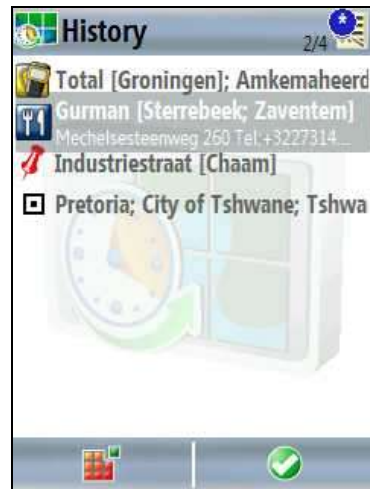 History
2/4
Total [Groningen]; Amkemaheerd
Gurman [Sterrebeek; Zaventem]
Mechelsesteenweg 260 Tel:+3227314...
Industriestraat [Chaam]
Pretoria; City of Tshwane; Tshwa